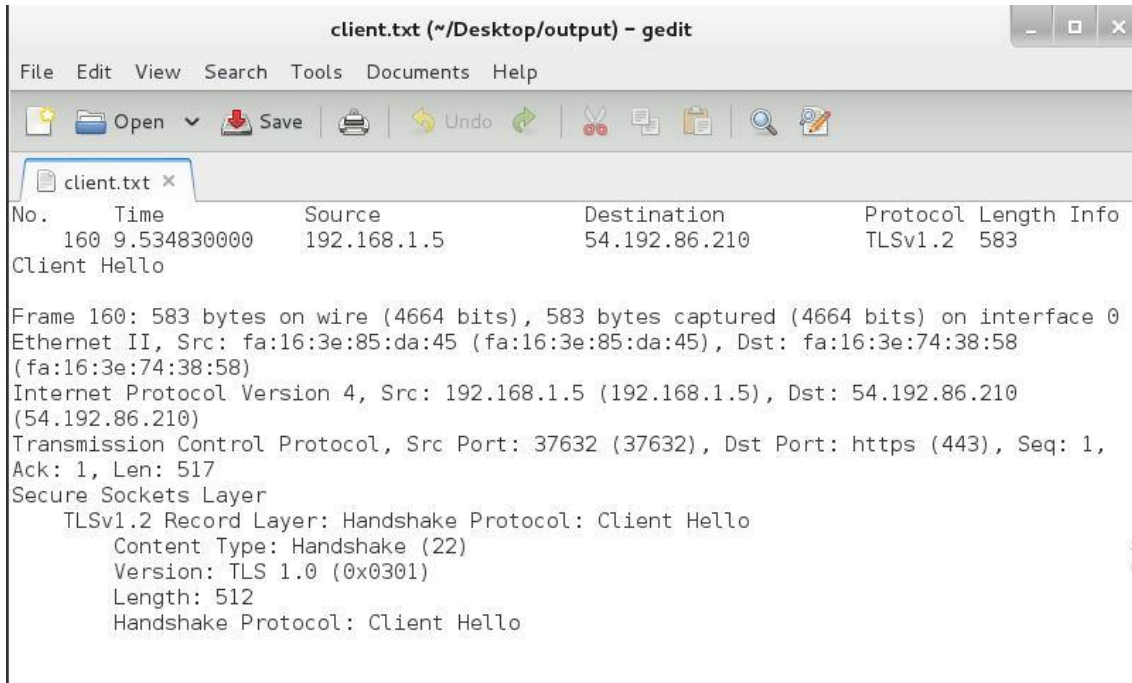 client.txt (~/Desktop/output) – gedit
File Edit View Search Tools Documents Help
Open Save Undo
client.txt
No. Time Source Destination Protocol Length Info
160 9.534830000 192.168.1.5 54.192.86.210 TLSv1.2 583
Client Hello
Frame 160: 583 bytes on wire (4664 bits), 583 bytes captured (4664 bits) on interface 0
Ethernet II, Src: fa:16:3e:85:da:45 (fa:16:3e:85:da:45), Dst: fa:16:3e:74:38:58
(fa:16:3e:74:38:58)
Internet Protocol Version 4, Src: 192.168.1.5 (192.168.1.5), Dst: 54.192.86.210
(54.192.86.210)
Transmission Control Protocol, Src Port: 37632 (37632), Dst Port: https (443), Seq: 1,
Ack: 1, Len: 517
Secure Sockets Layer
TLSv1.2 Record Layer: Handshake Protocol: Client Hello
Content Type: Handshake (22)
Version: TLS 1.0 (0x0301)
Length: 512
Handshake Protocol: Client Hello